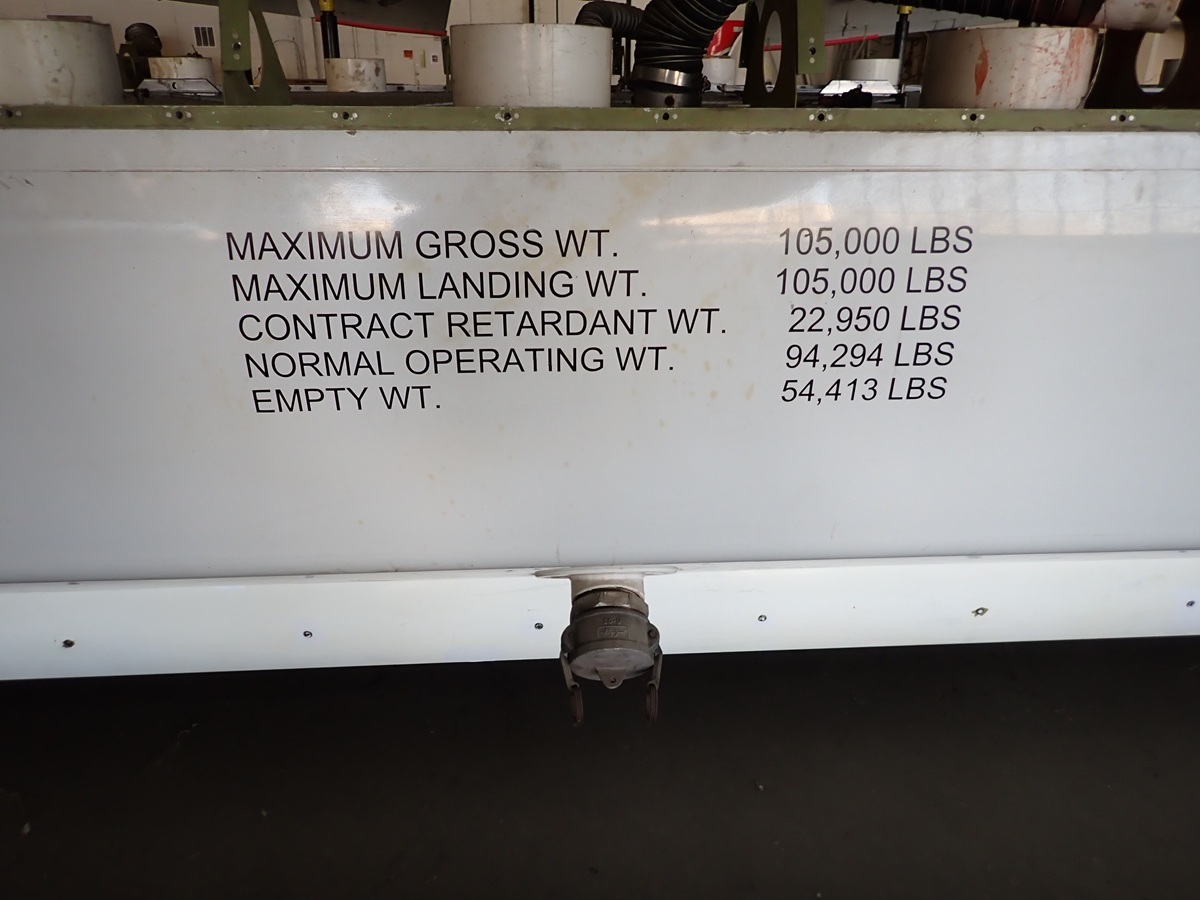 MAXIMUM GROSS WT. 105,000 LBS
MAXIMUM LANDING WT. 105,000 LBS
CONTRACT RETARDANT WT. 22,950 LBS
NORMAL OPERATING WT. 94,294 LBS
EMPTY WT. 54,413 LBS